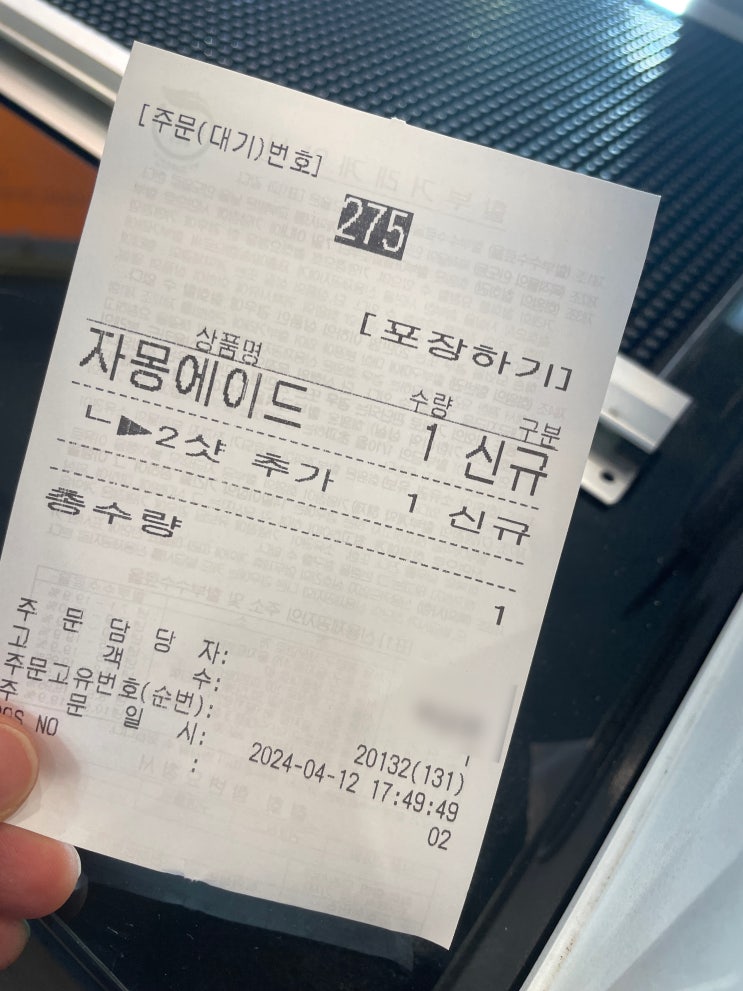 [주문(대기)번호]
275
[포장하기]
상품명 수량 구분
자몽에이드 1 신규
ㄴ▶2샷 추가 1 신규
총수량 1
주 문 담 당 자:
고 객 수:
주문고유번호(순번): 20132(131)
주 문 일 시: 2024-04-12 17:49:49
POS NO : 02